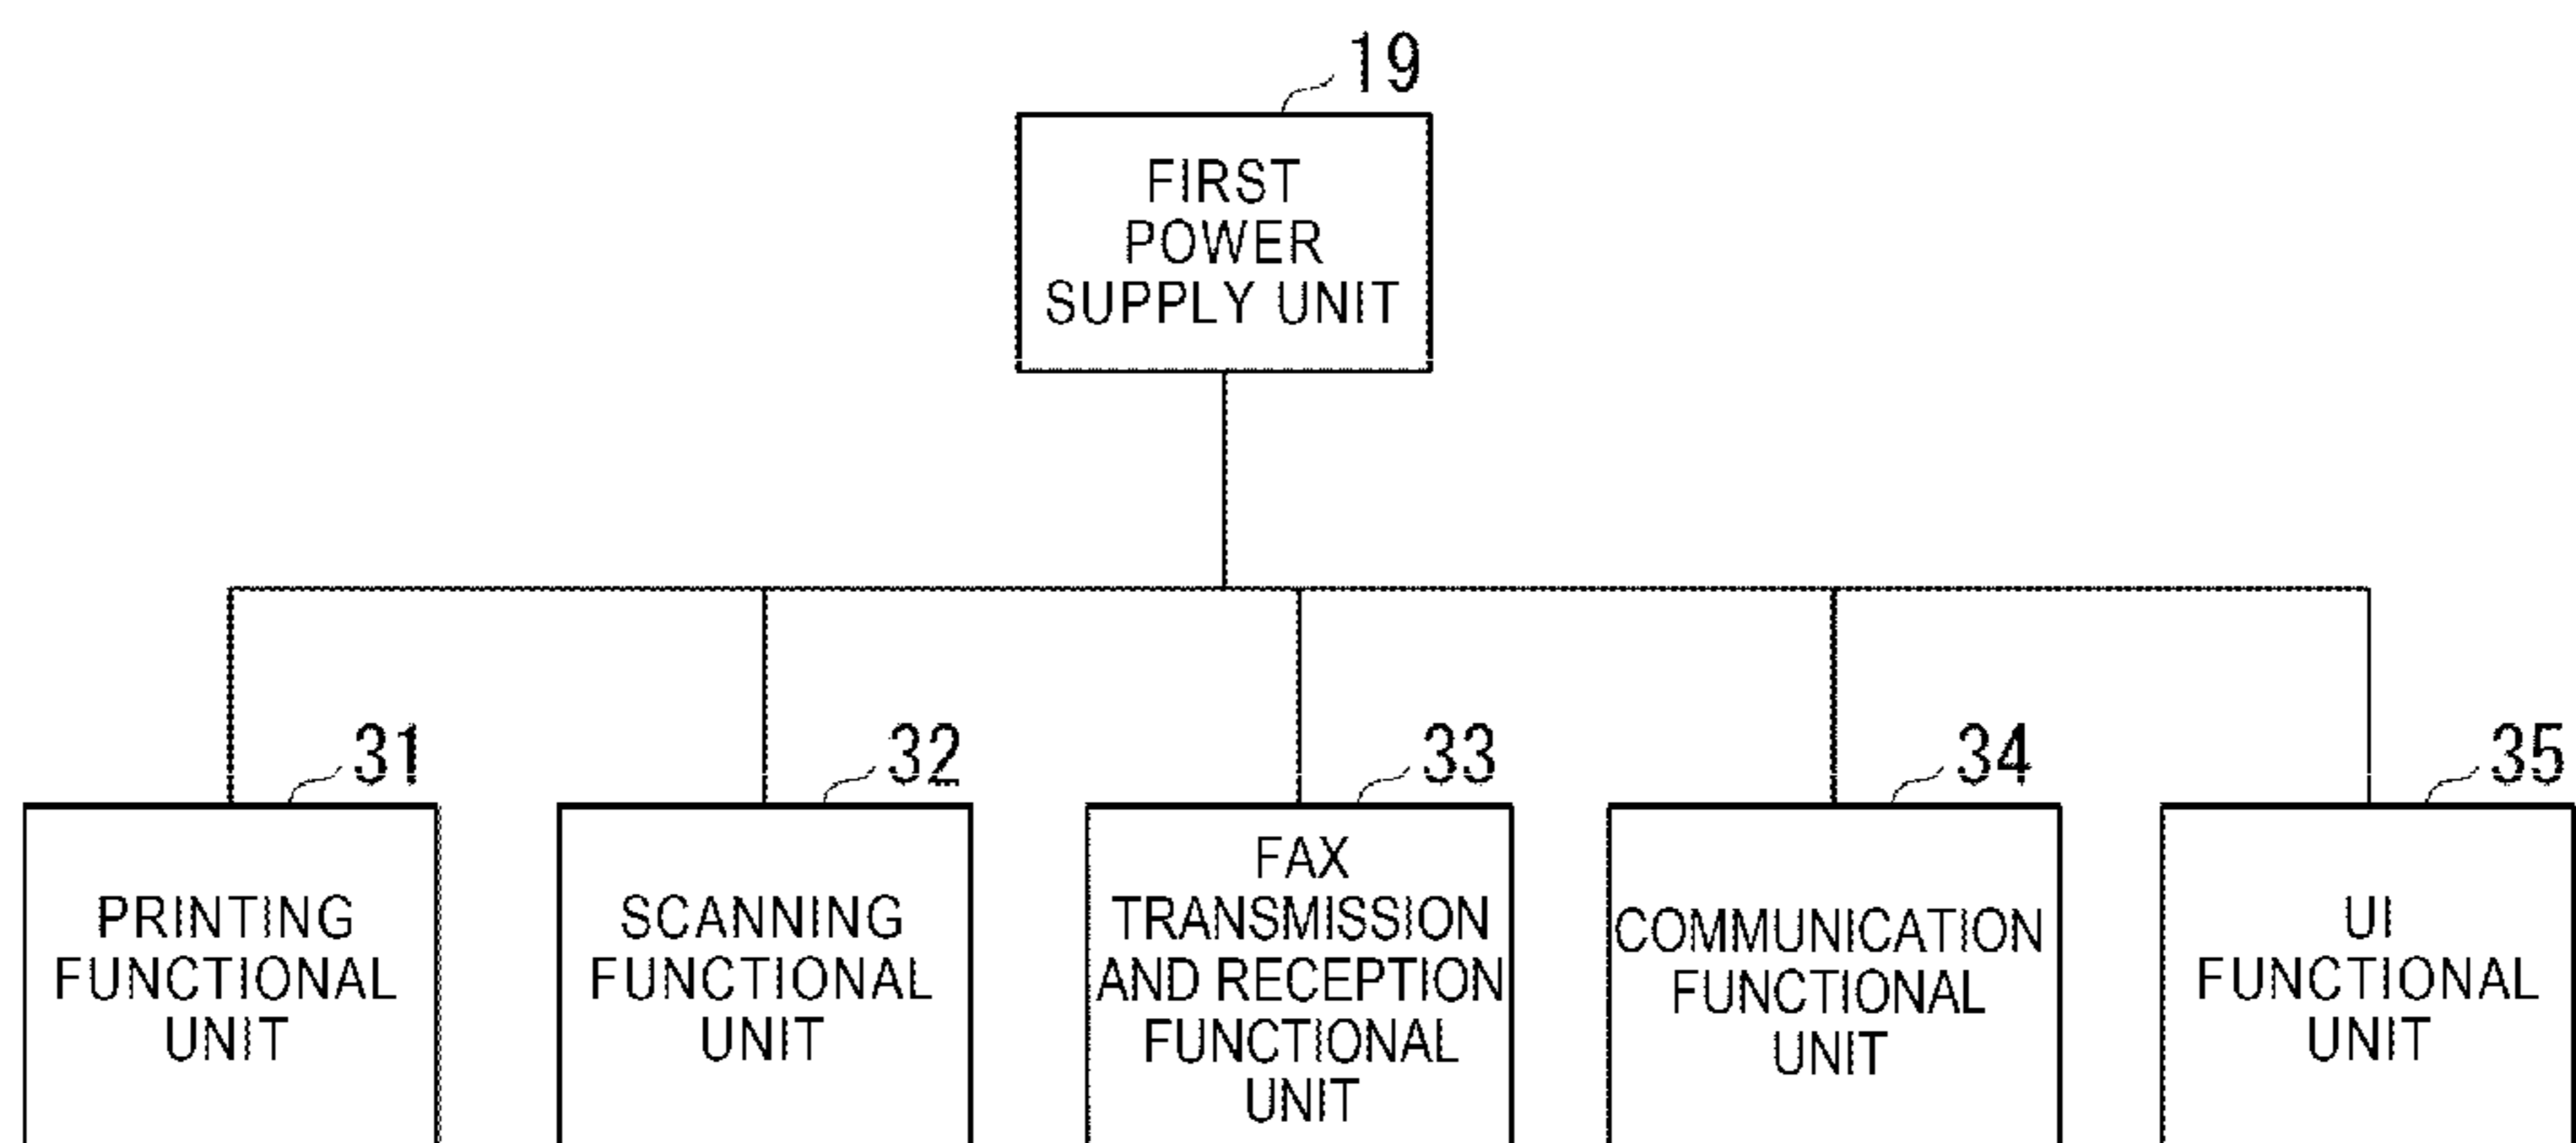 19
FIRST
POWER
SUPPLY UNIT
31
32
33
34
35
PRINTING
FUNCTIONAL
UNIT
SCANNING
FUNCTIONAL
UNIT
FAX
TRANSMISSION
AND RECEPTION
FUNCTIONAL
UNIT
COMMUNICATION
FUNCTIONAL
UNIT
UI
FUNCTIONAL
UNIT